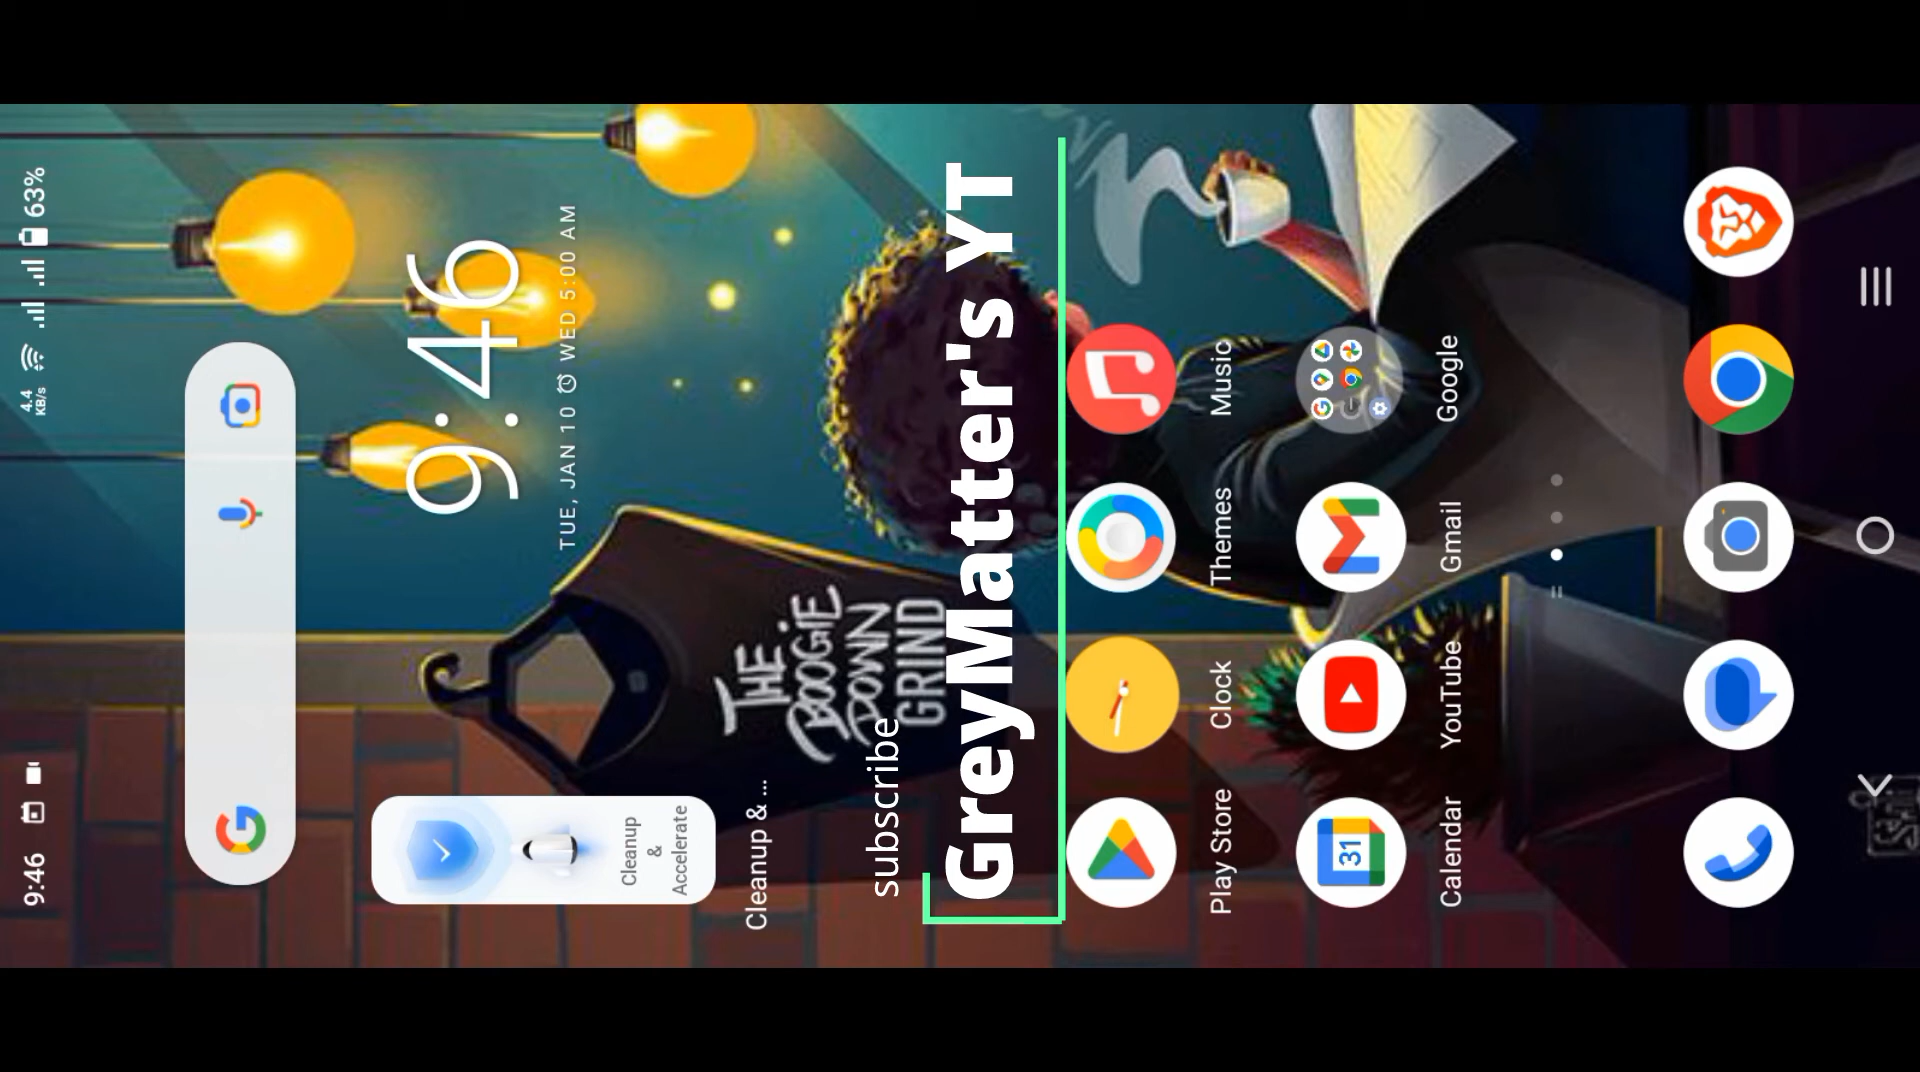 9:46
4.4
KB/s
63%
9:46
TUE, JAN 10 WED 5:00 AM
Cleanup
&
Accelerate
Cleanup & ...
THE
BOOGIE
DOWN
GRIND
subscribe
GreyMatter's YT
Play Store
Clock
Themes
Music
31
Calendar
YouTube
Gmail
Google